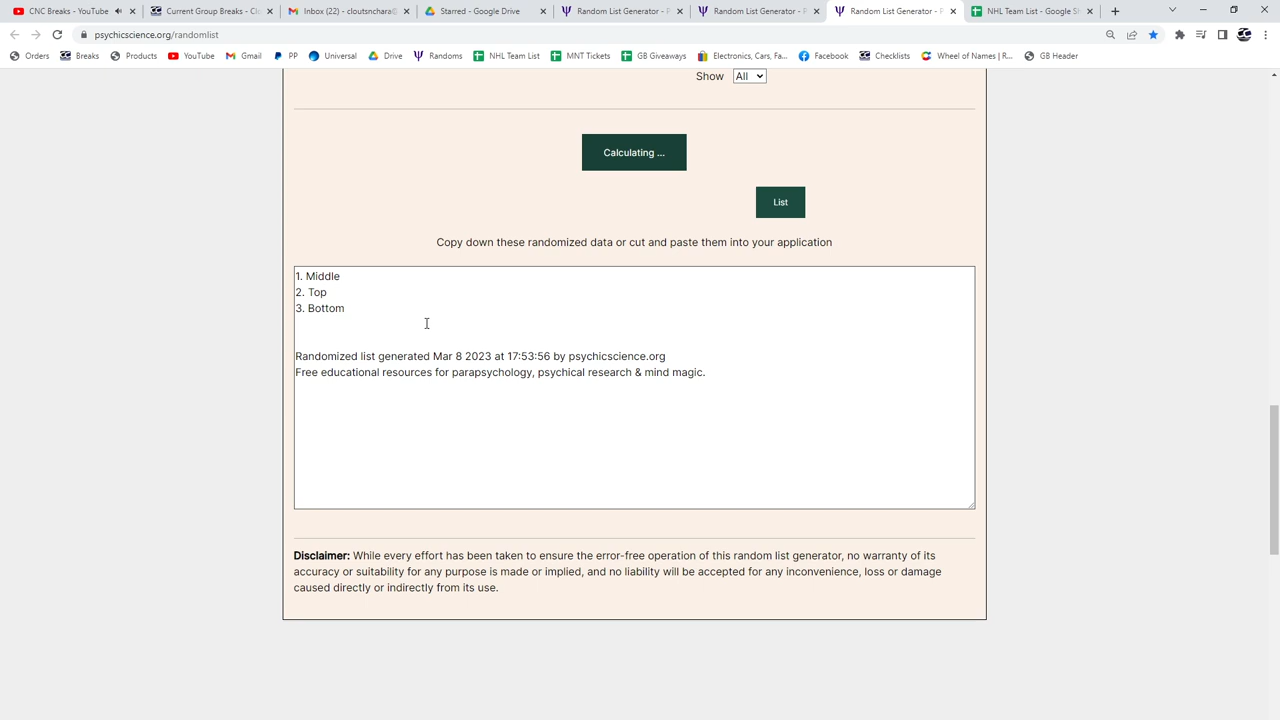 CNC Breaks - YouTube
Current Group Breaks - Clo
Inbox (22) - cloutsnchara@
Starred - Google Drive
Random List Generator - P
Random List Generator - P
Random List Generator - P
NHL Team List - Google Sh
psychicscience.org/randomlist
Orders
Breaks
Products
YouTube
Gmail
PP
Universal
Drive
Randoms
NHL Team List
MNT Tickets
GB Giveaways
Electronics, Cars, Fa...
Facebook
Checklists
Wheel of Names | R...
GB Header
Show All
Calculating ...
List
Copy down these randomized data or cut and paste them into your application
1. Middle
2. Top
3. Bottom
Randomized list generated Mar 8 2023 at 17:53:56 by psychicscience.org
Free educational resources for parapsychology, psychical research & mind magic.
Disclaimer: While every effort has been taken to ensure the error-free operation of this random list generator, no warranty of its
accuracy or suitability for any purpose is made or implied, and no liability will be accepted for any inconvenience, loss or damage
caused directly or indirectly from its use.